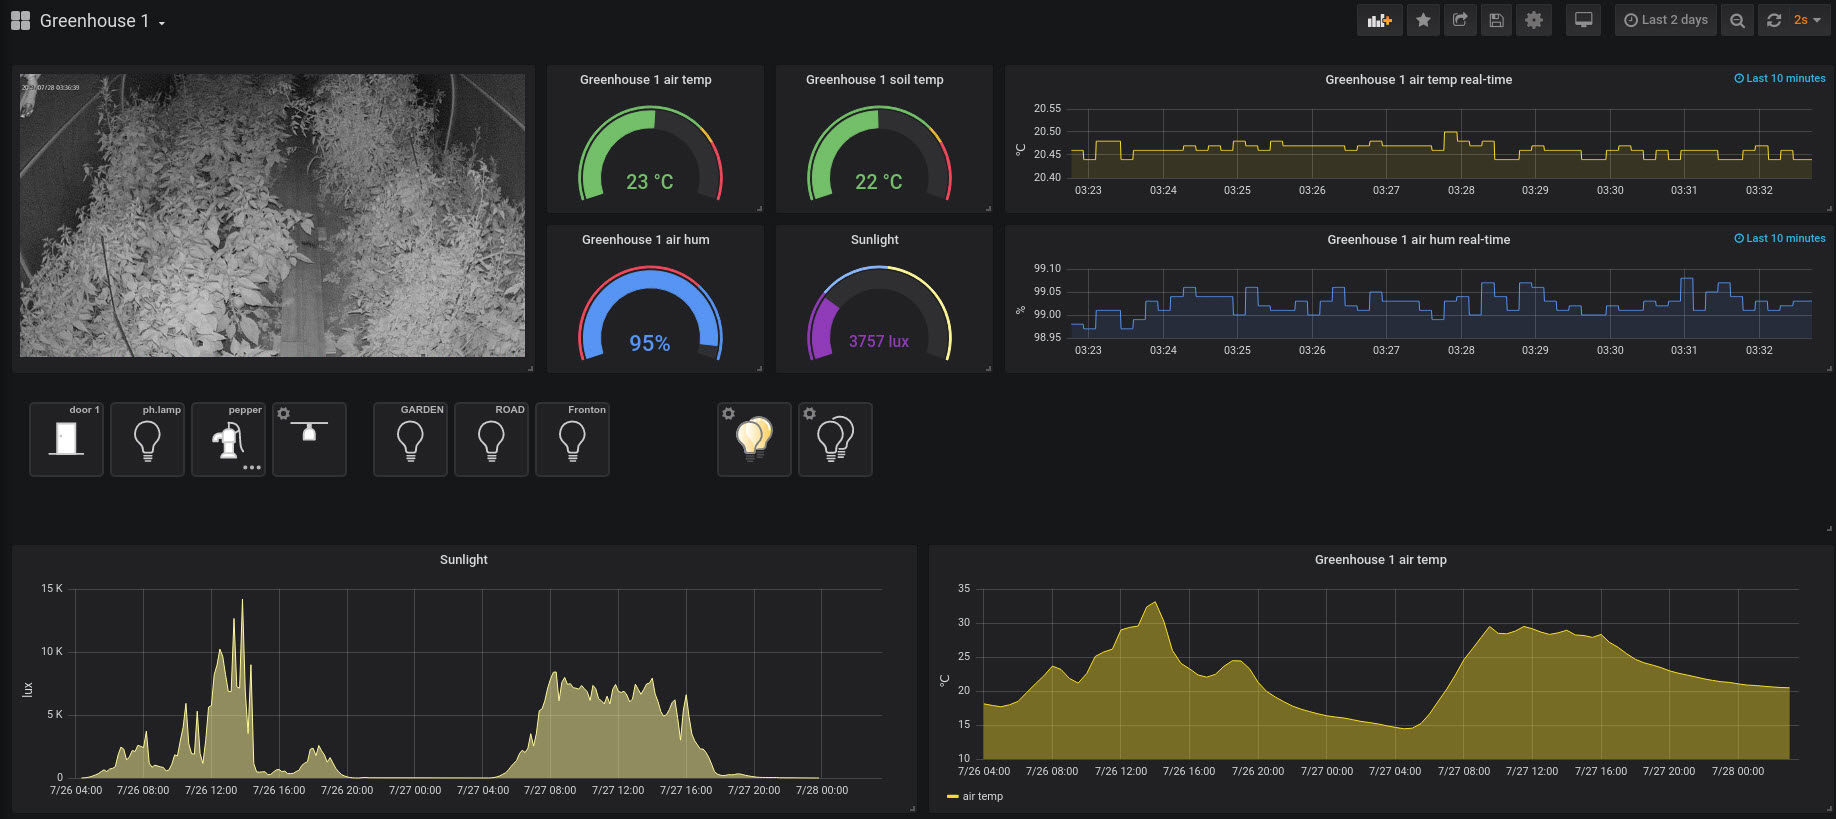 Greenhouse 1
Last 2 days
2s
07/28 03:36:39
Greenhouse 1 air temp
23 °C
Greenhouse 1 soil temp
22 °C
Greenhouse 1 air temp real-time
Last 10 minutes
20.55
20.50
20.45
20.40
°C
03:23 03:24 03:25 03:26 03:27 03:28 03:29 03:30 03:31 03:32
Greenhouse 1 air hum
95%
Sunlight
3757 lux
Greenhouse 1 air hum real-time
Last 10 minutes
99.10
99.05
99.00
98.95
%
03:23 03:24 03:25 03:26 03:27 03:28 03:29 03:30 03:31 03:32
door 1
ph.lamp
pepper
GARDEN
ROAD
Fronton
Sunlight
15 K
10 K
5 K
0
lux
7/26 04:00 7/26 08:00 7/26 12:00 7/26 16:00 7/26 20:00 7/27 00:00 7/27 04:00 7/27 08:00 7/27 12:00 7/27 16:00 7/27 20:00 7/28 00:00
Greenhouse 1 air temp
35
30
25
20
15
10
°C
7/26 04:00 7/26 08:00 7/26 12:00 7/26 16:00 7/26 20:00 7/27 00:00 7/27 04:00 7/27 08:00 7/27 12:00 7/27 16:00 7/27 20:00 7/28 00:00
air temp